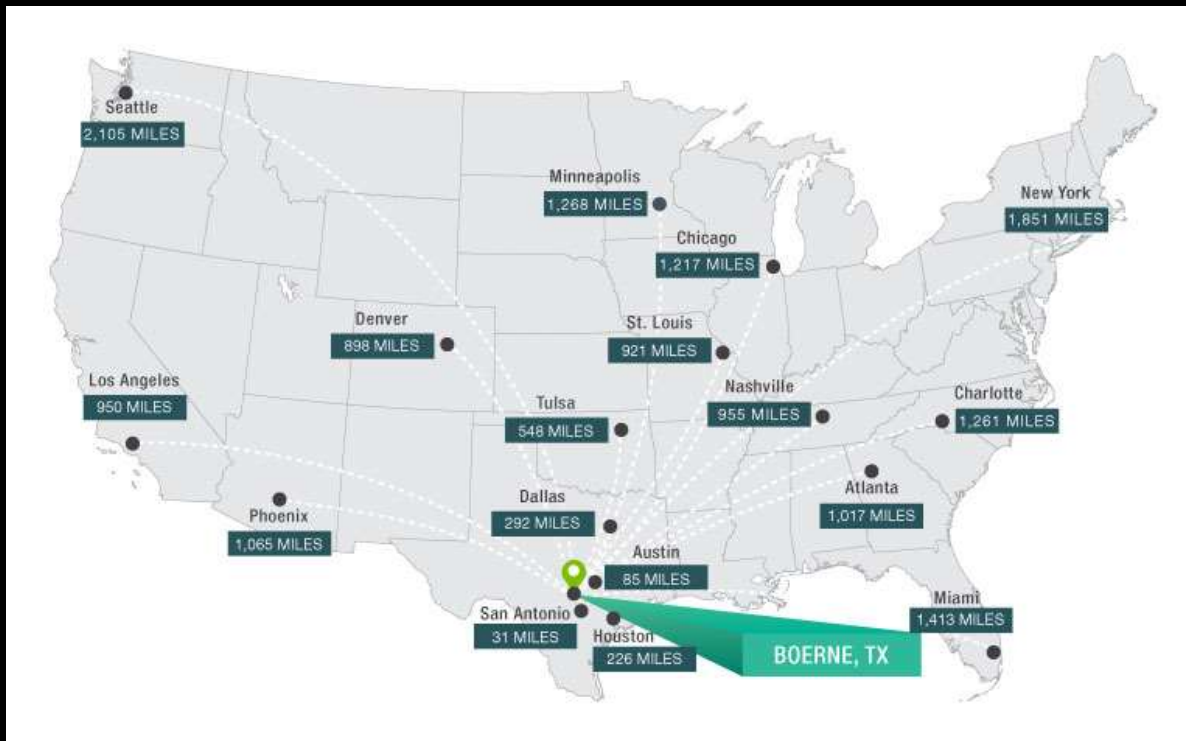 Seattle
2,105 MILES
Minneapolis
1,268 MILES
New York
1,851 MILES
Chicago
1,217 MILES
Denver
898 MILES
St. Louis
921 MILES
Los Angeles
950 MILES
Nashville
955 MILES
Charlotte
1,261 MILES
Tulsa
548 MILES
Dallas
292 MILES
Atlanta
1,017 MILES
Phoenix
1,065 MILES
Austin
85 MILES
San Antonio
31 MILES
Houston
226 MILES
Miami
1,413 MILES
BOERNE, TX